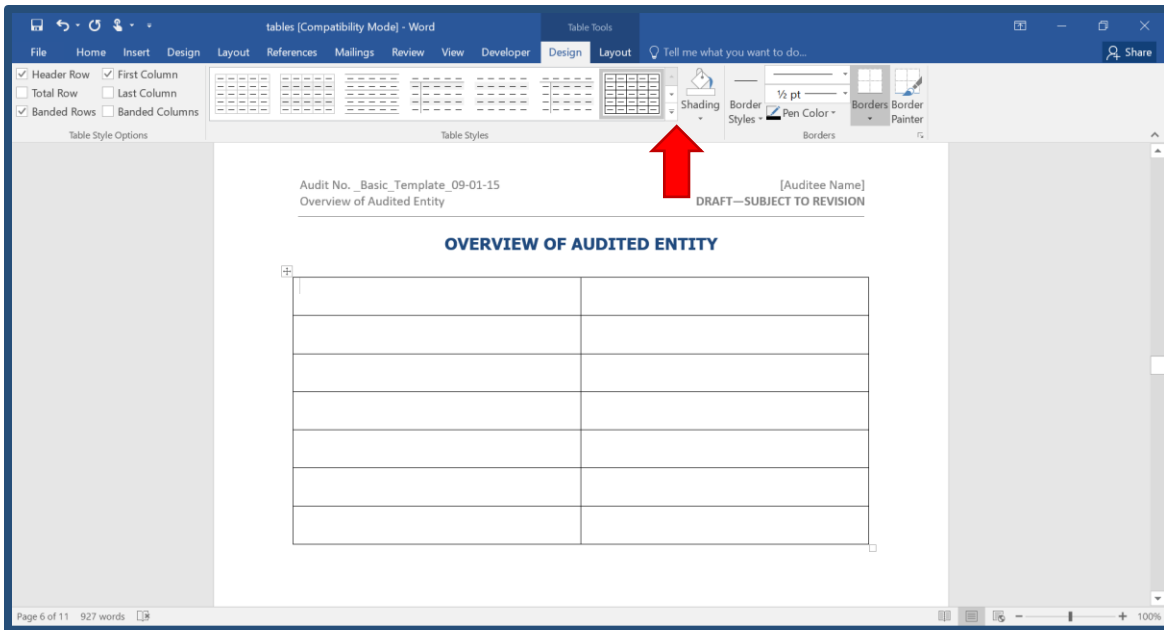 tables [Compatibility Mode] - Word
Table Tools
File Home Insert Design Layout References Mailings Review View Developer Design Layout Tell me what you want to do...
Share
Header Row First Column
Total Row Last Column
Banded Rows Banded Columns
Table Style Options
Table Styles
Shading
Border Styles
½ pt
Pen Color
Borders
Border Painter
Borders
Audit No. _Basic_Template_09-01-15 [Auditee Name]
Overview of Audited Entity DRAFT—SUBJECT TO REVISION
OVERVIEW OF AUDITED ENTITY
Page 6 of 11 927 words 100%